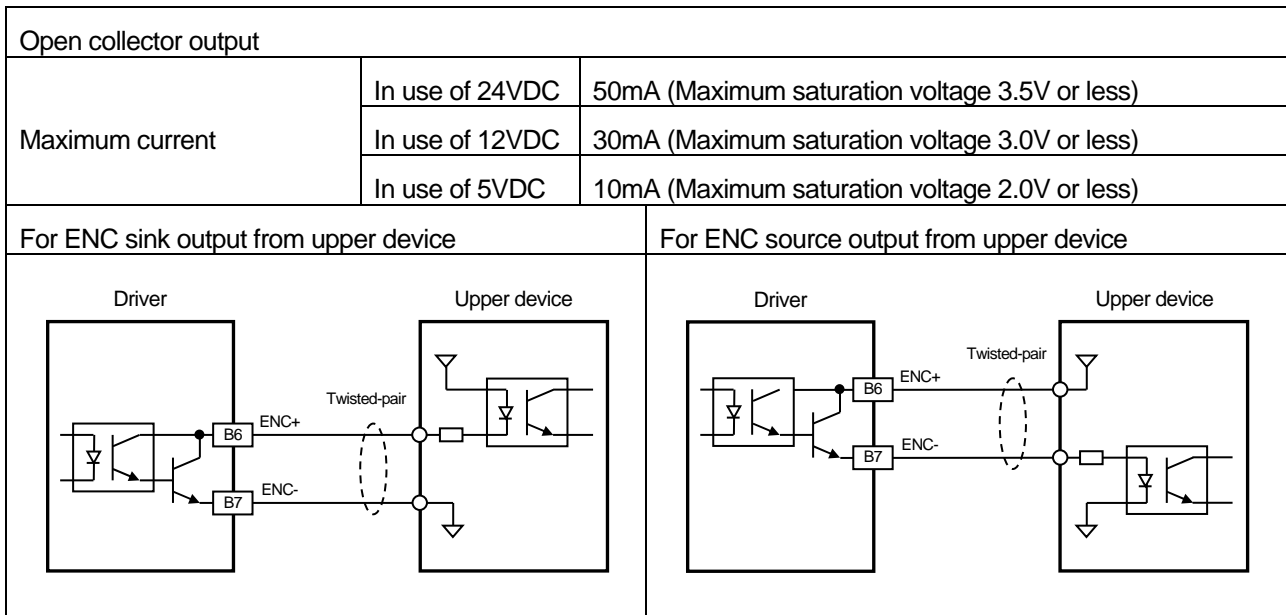 Open collector output
Maximum current
In use of 24VDC 50mA (Maximum saturation voltage 3.5V or less)
In use of 12VDC 30mA (Maximum saturation voltage 3.0V or less)
In use of 5VDC 10mA (Maximum saturation voltage 2.0V or less)
For ENC sink output from upper device
Driver
Upper device
Twisted-pair
B6
ENC+
B7
ENC-
For ENC source output from upper device
Driver
Upper device
Twisted-pair
B6
ENC+
B7
ENC-